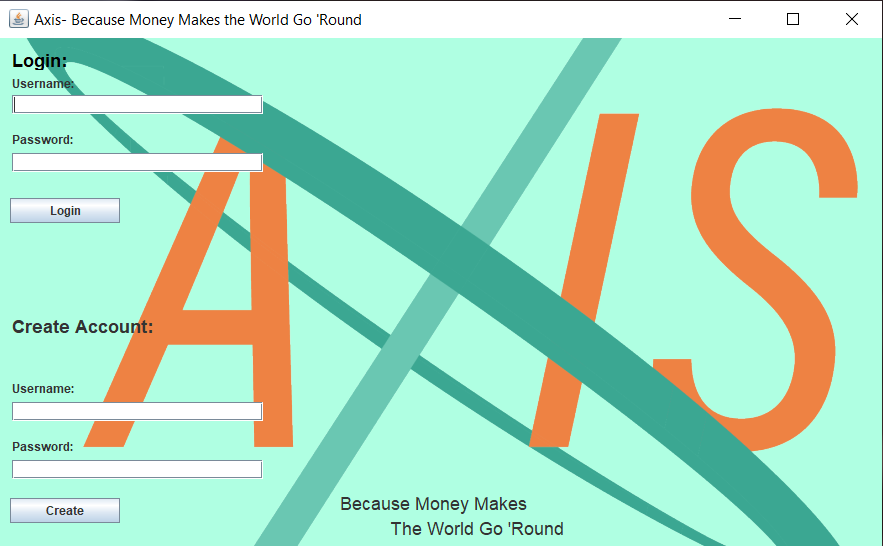 Axis- Because Money Makes the World Go 'Round
Login:
Username:
Password:
Login
Create Account:
Username:
Password:
Create
AXIS
Because Money Makes
The World Go 'Round